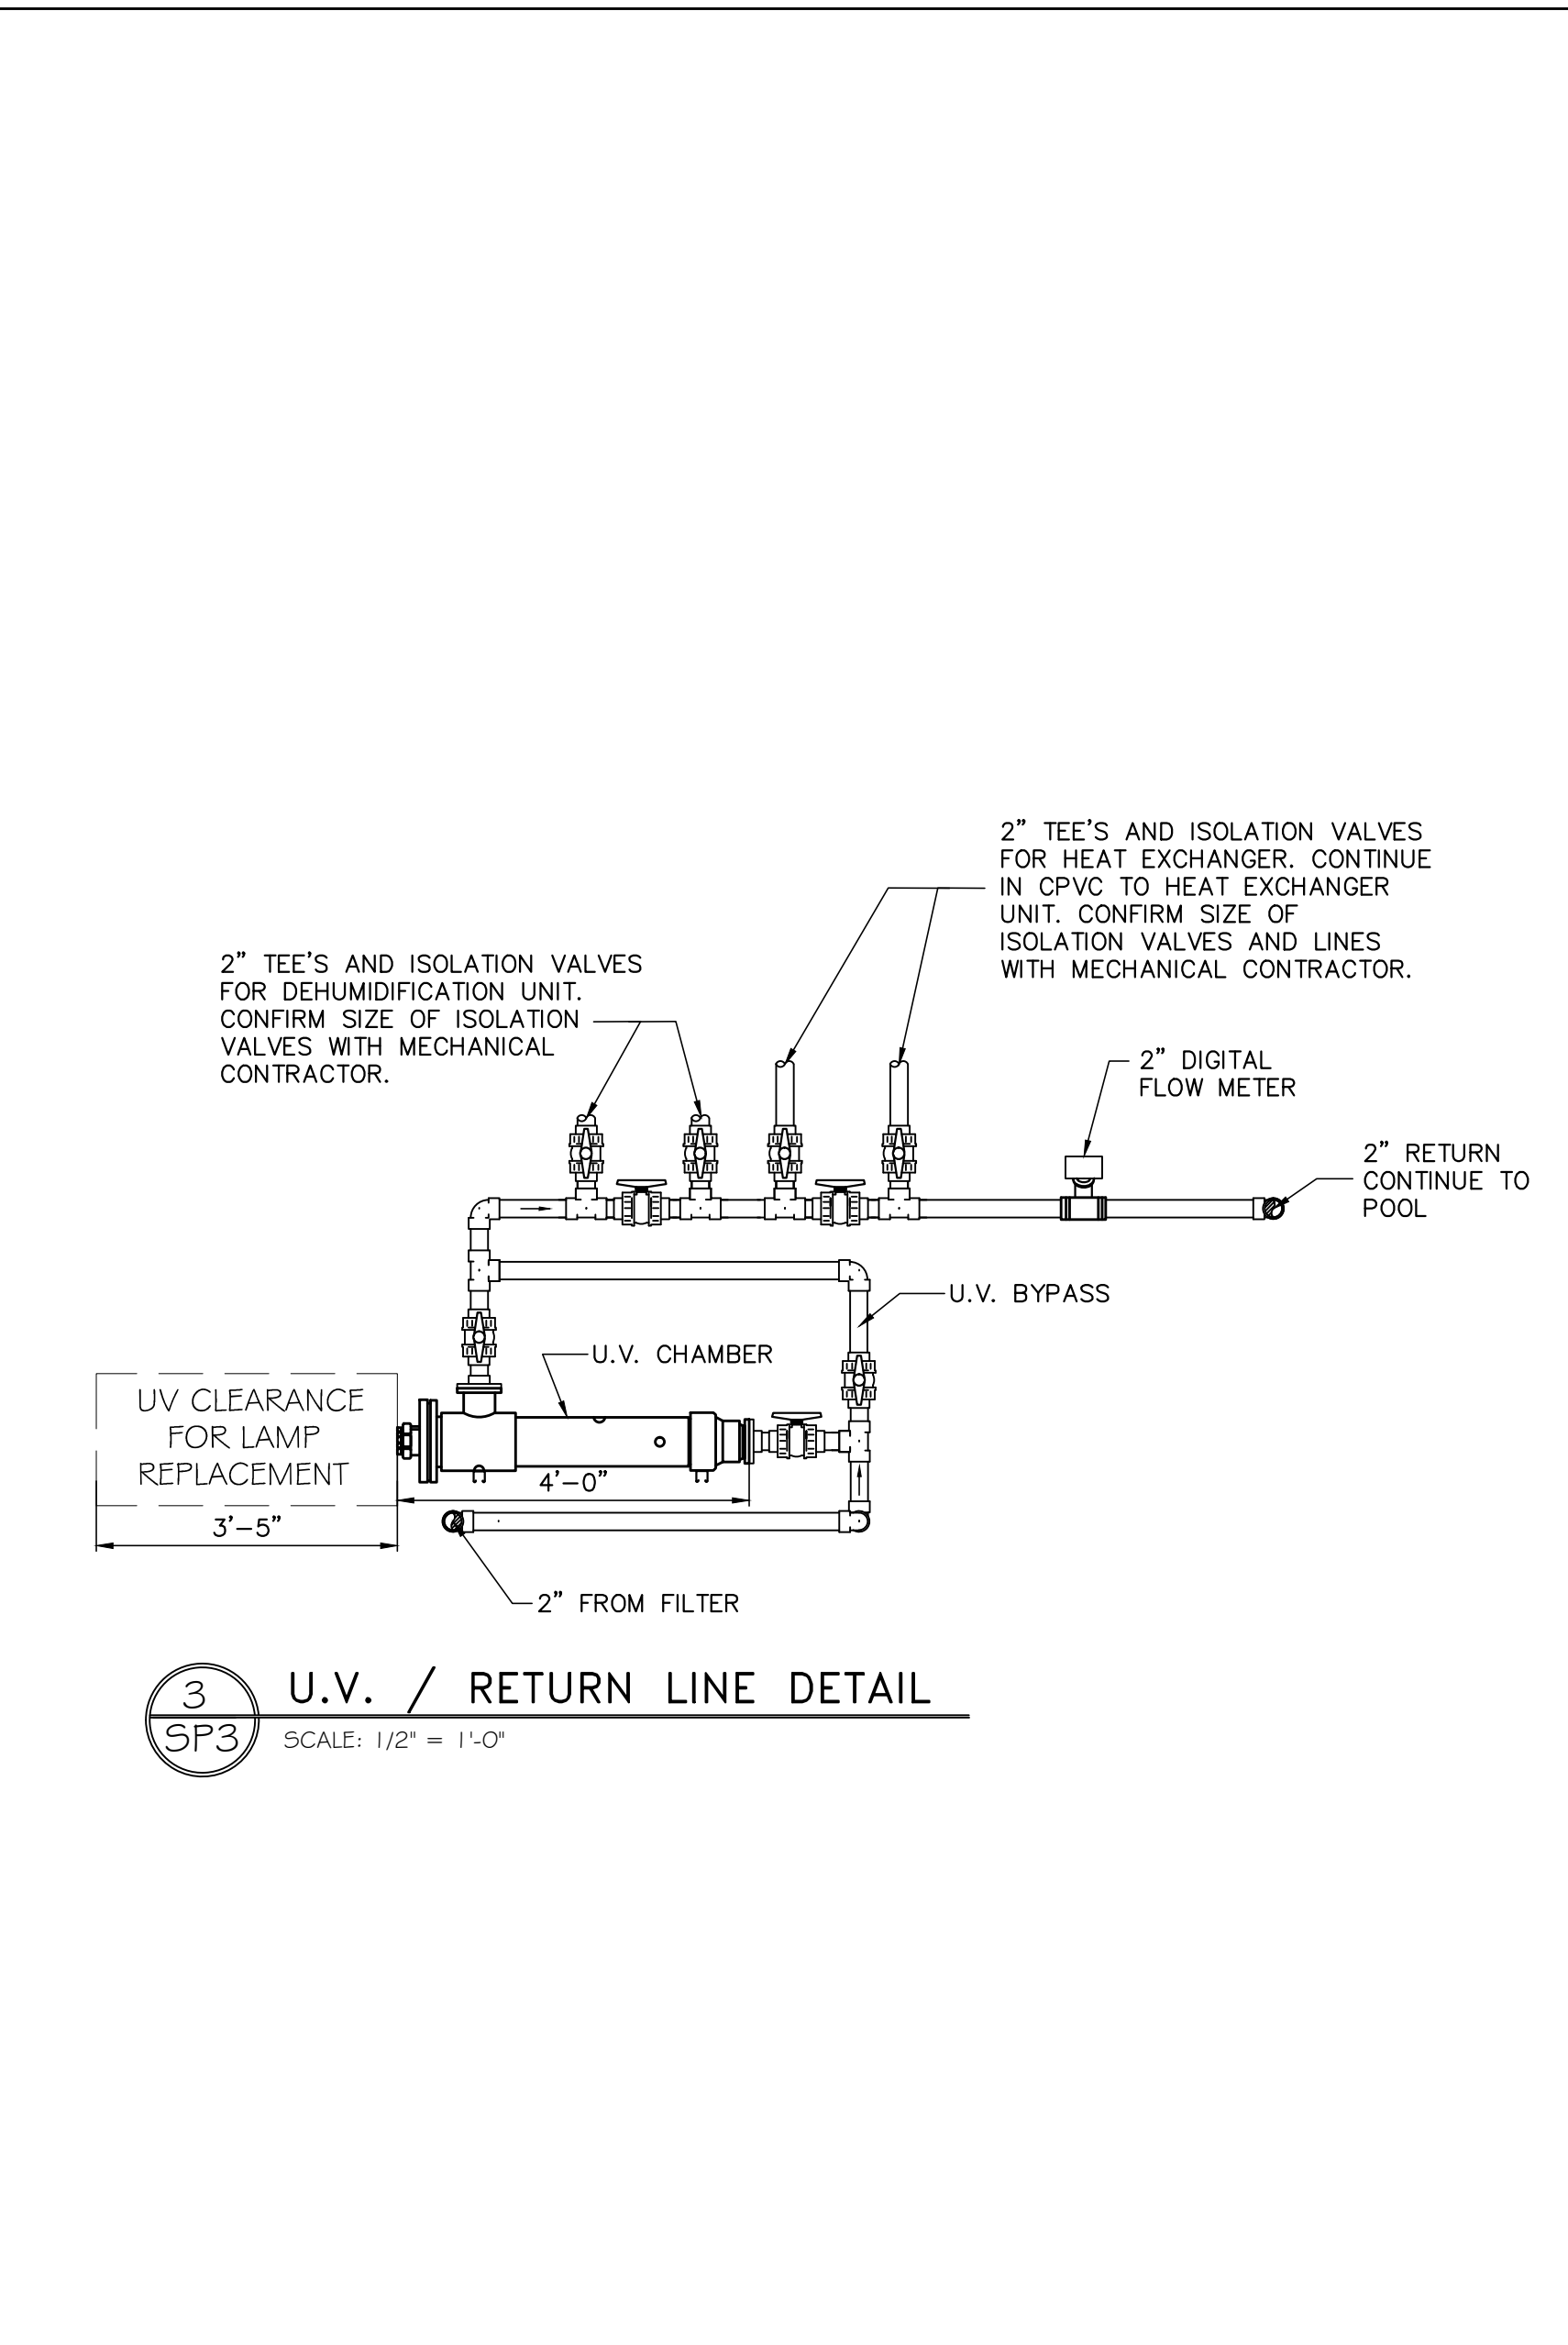 2” TEE’S AND ISOLATION VALVES
FOR HEAT EXCHANGER. CONTINUE
IN CPVC TO HEAT EXCHANGER
UNIT. CONFIRM SIZE OF
ISOLATION VALVES AND LINES
WITH MECHANICAL CONTRACTOR.
2” TEE’S AND ISOLATION VALVES
FOR DEHUMIDIFICATION UNIT.
CONFIRM SIZE OF ISOLATION
VALVES WITH MECHANICAL
CONTRACTOR.
2” DIGITAL
FLOW METER
2” RETURN
CONTINUE TO
POOL
U.V. BYPASS
U.V. CHAMBER
UV CLEARANCE
FOR LAMP
REPLACEMENT
4’-0”
3’-5”
2” FROM FILTER
3
SP3
U.V. / RETURN LINE DETAIL
SCALE: 1/2" = 1'-0"